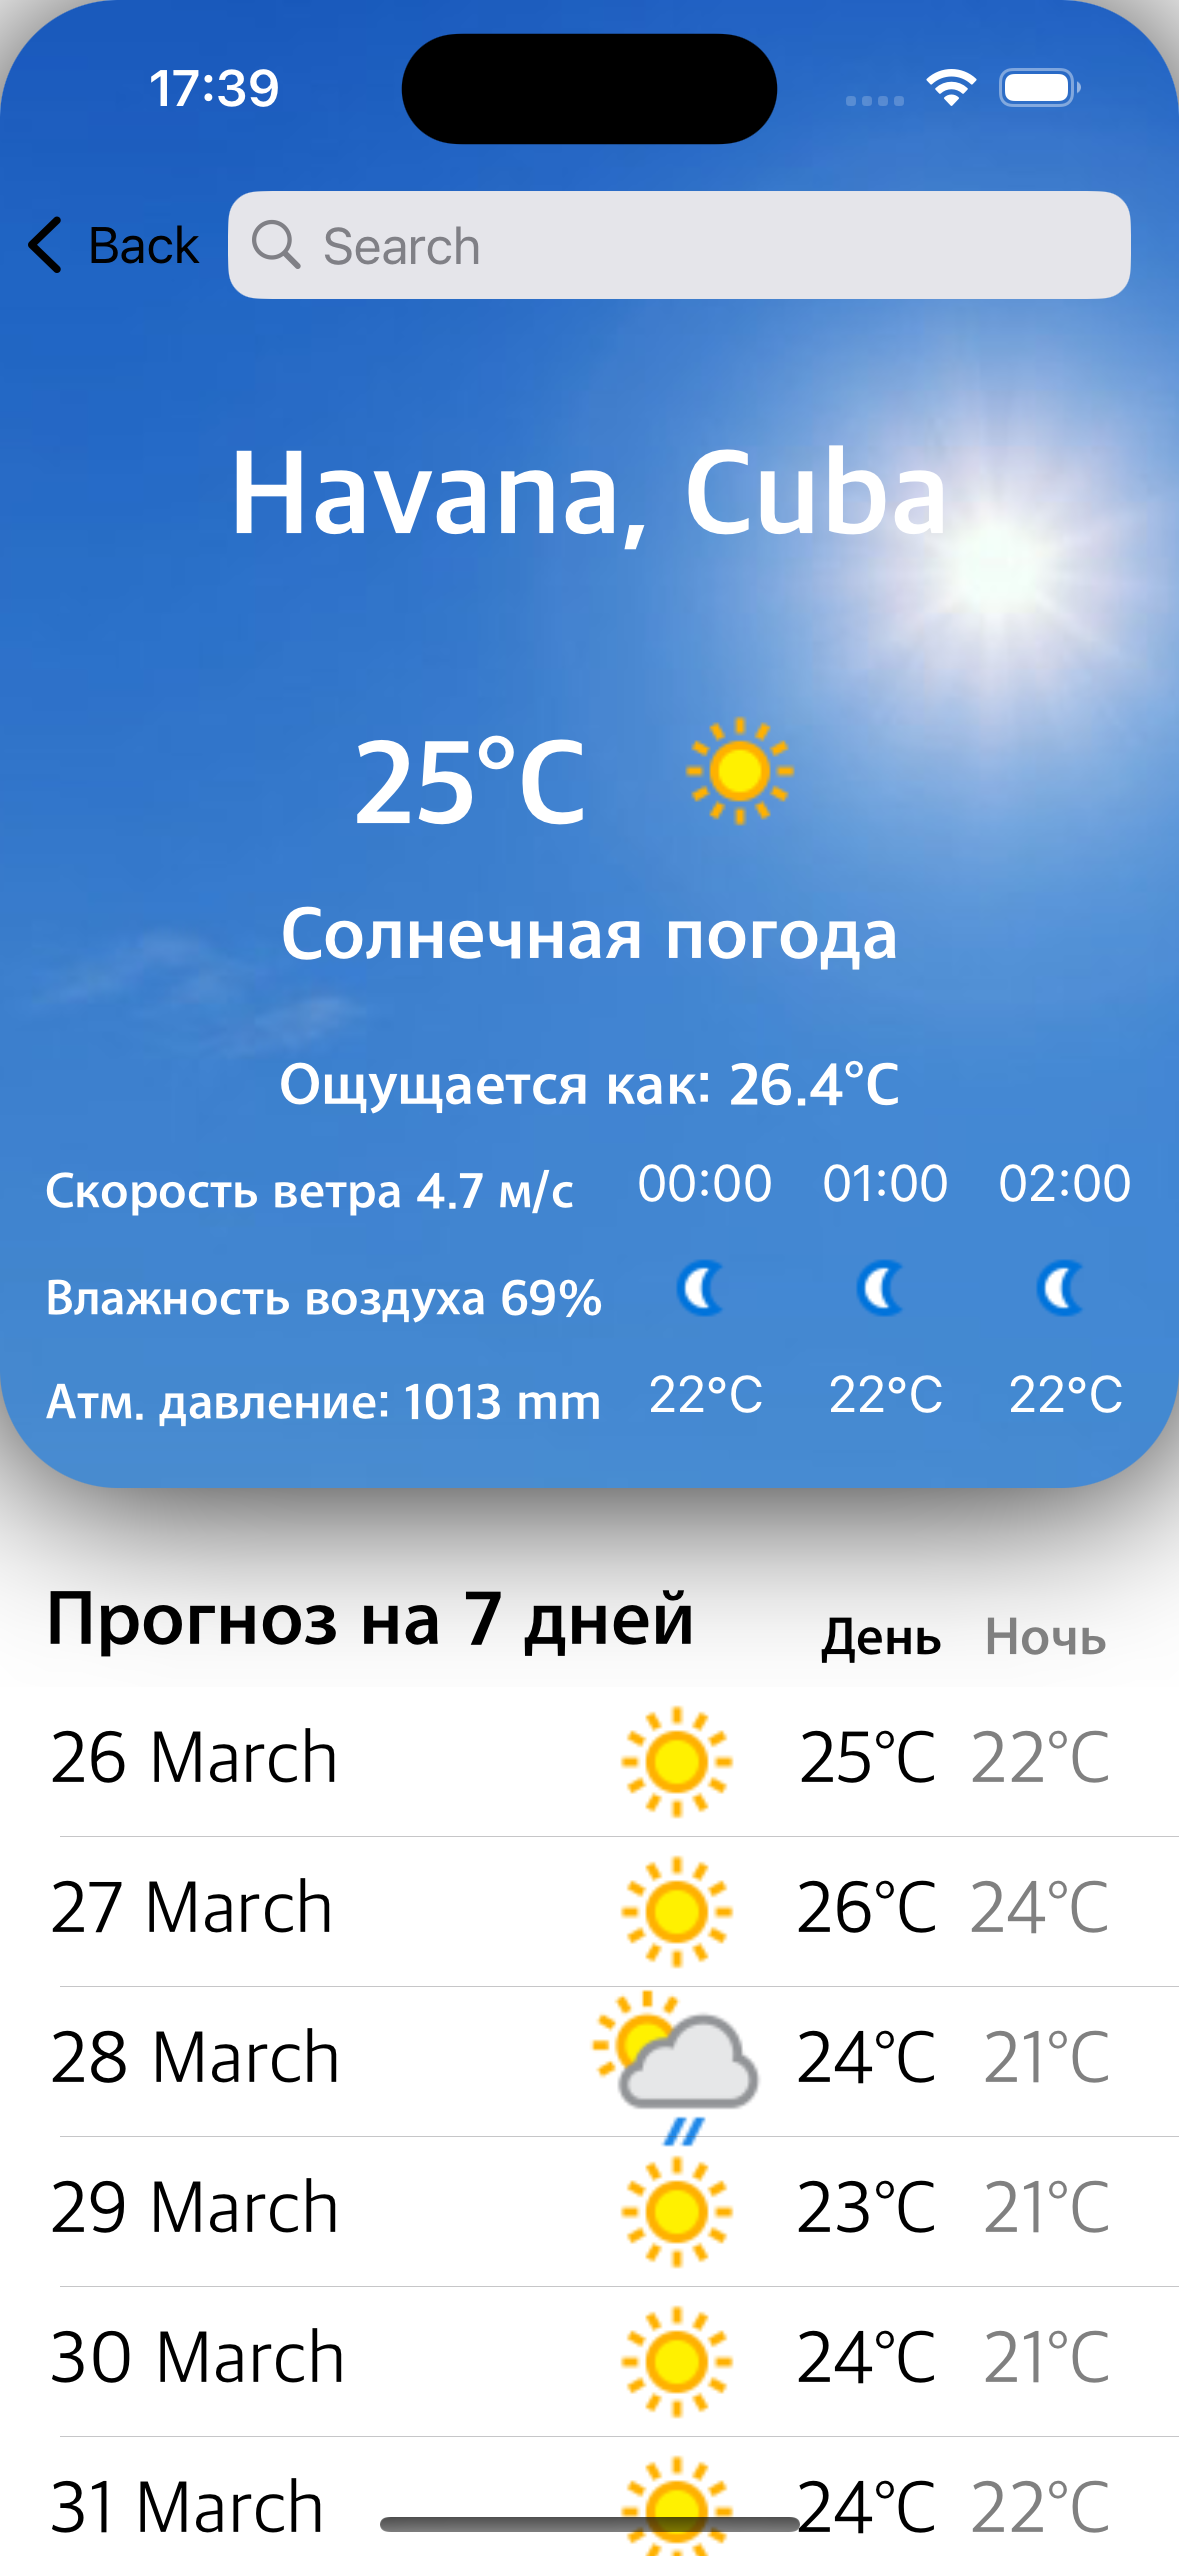 17:39
Back
Search
Havana, Cuba
25°C
Солнечная погода
Ощущается как: 26.4°C
Скорость ветра 4.7 м/с
Влажность воздуха 69%
Атм. давление: 1013 mm
00:00 01:00 02:00
22°C 22°C 22°C
Прогноз на 7 дней День Ночь
26 March 25°C 22°C
27 March 26°C 24°C
28 March 24°C 21°C
29 March 23°C 21°C
30 March 24°C 21°C
31 March 24°C 22°C